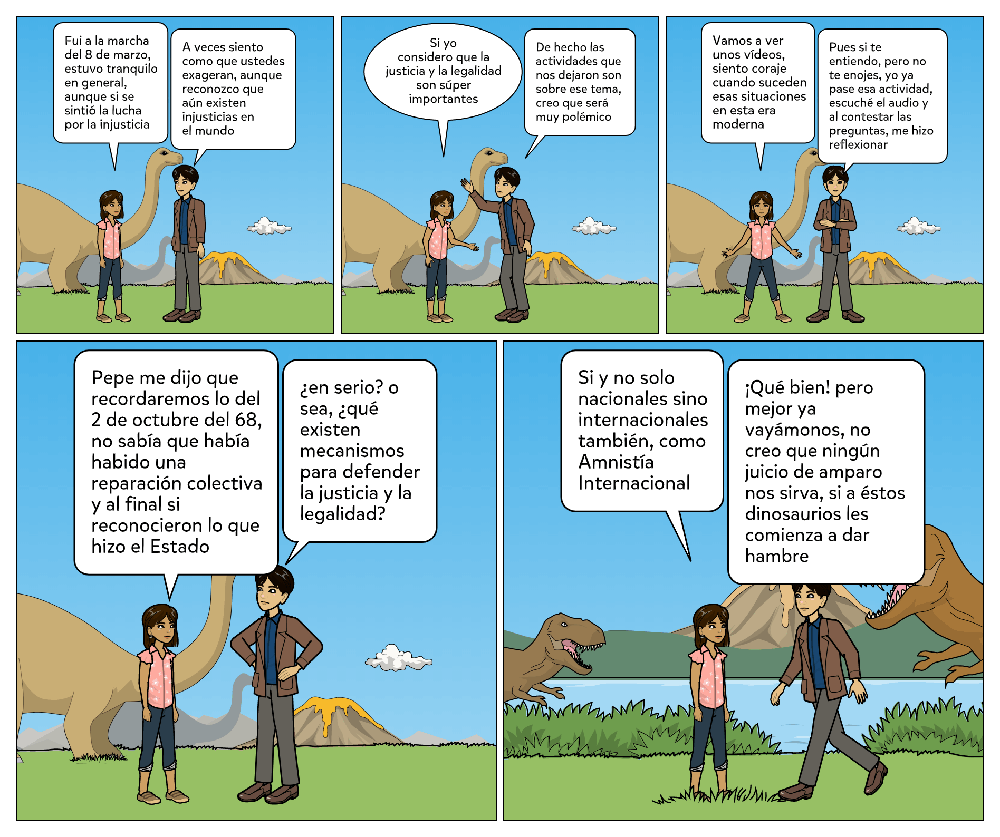 Fui a la marcha
del 8 de marzo,
estuvo tranquilo
en general,
aunque si se
sintió la lucha
por la injusticia
A veces siento
como que ustedes
exageran, aunque
reconozco que
aún existen
injusticias en
el mundo
Si yo
considero que la
justicia y la legalidad
son súper
importantes
De hecho las
actividades que
nos dejaron son
sobre ese tema,
creo que será
muy polémico
Vamos a ver
unos vídeos,
siento coraje
cuando suceden
esas situaciones
en esta era
moderna
Pues si te
entiendo, pero no
te enojes, yo ya
pase esa actividad,
escuché el audio y
al contestar las
preguntas, me hizo
reflexionar
Pepe me dijo que
recordaremos lo del
2 de octubre del 68,
no sabía que había
habido una
reparación colectiva
y al final si
reconocieron lo que
hizo el Estado
¿en serio? o
sea, ¿qué
existen
mecanismos
para defender
la justicia y la
legalidad?
Si y no solo
nacionales sino
internacionales
también, como
Amnistía
Internacional
¡Qué bien! pero
mejor ya
vayámonos, no
creo que ningún
juicio de amparo
nos sirva, si a éstos
dinosaurios les
comienza a dar
hambre